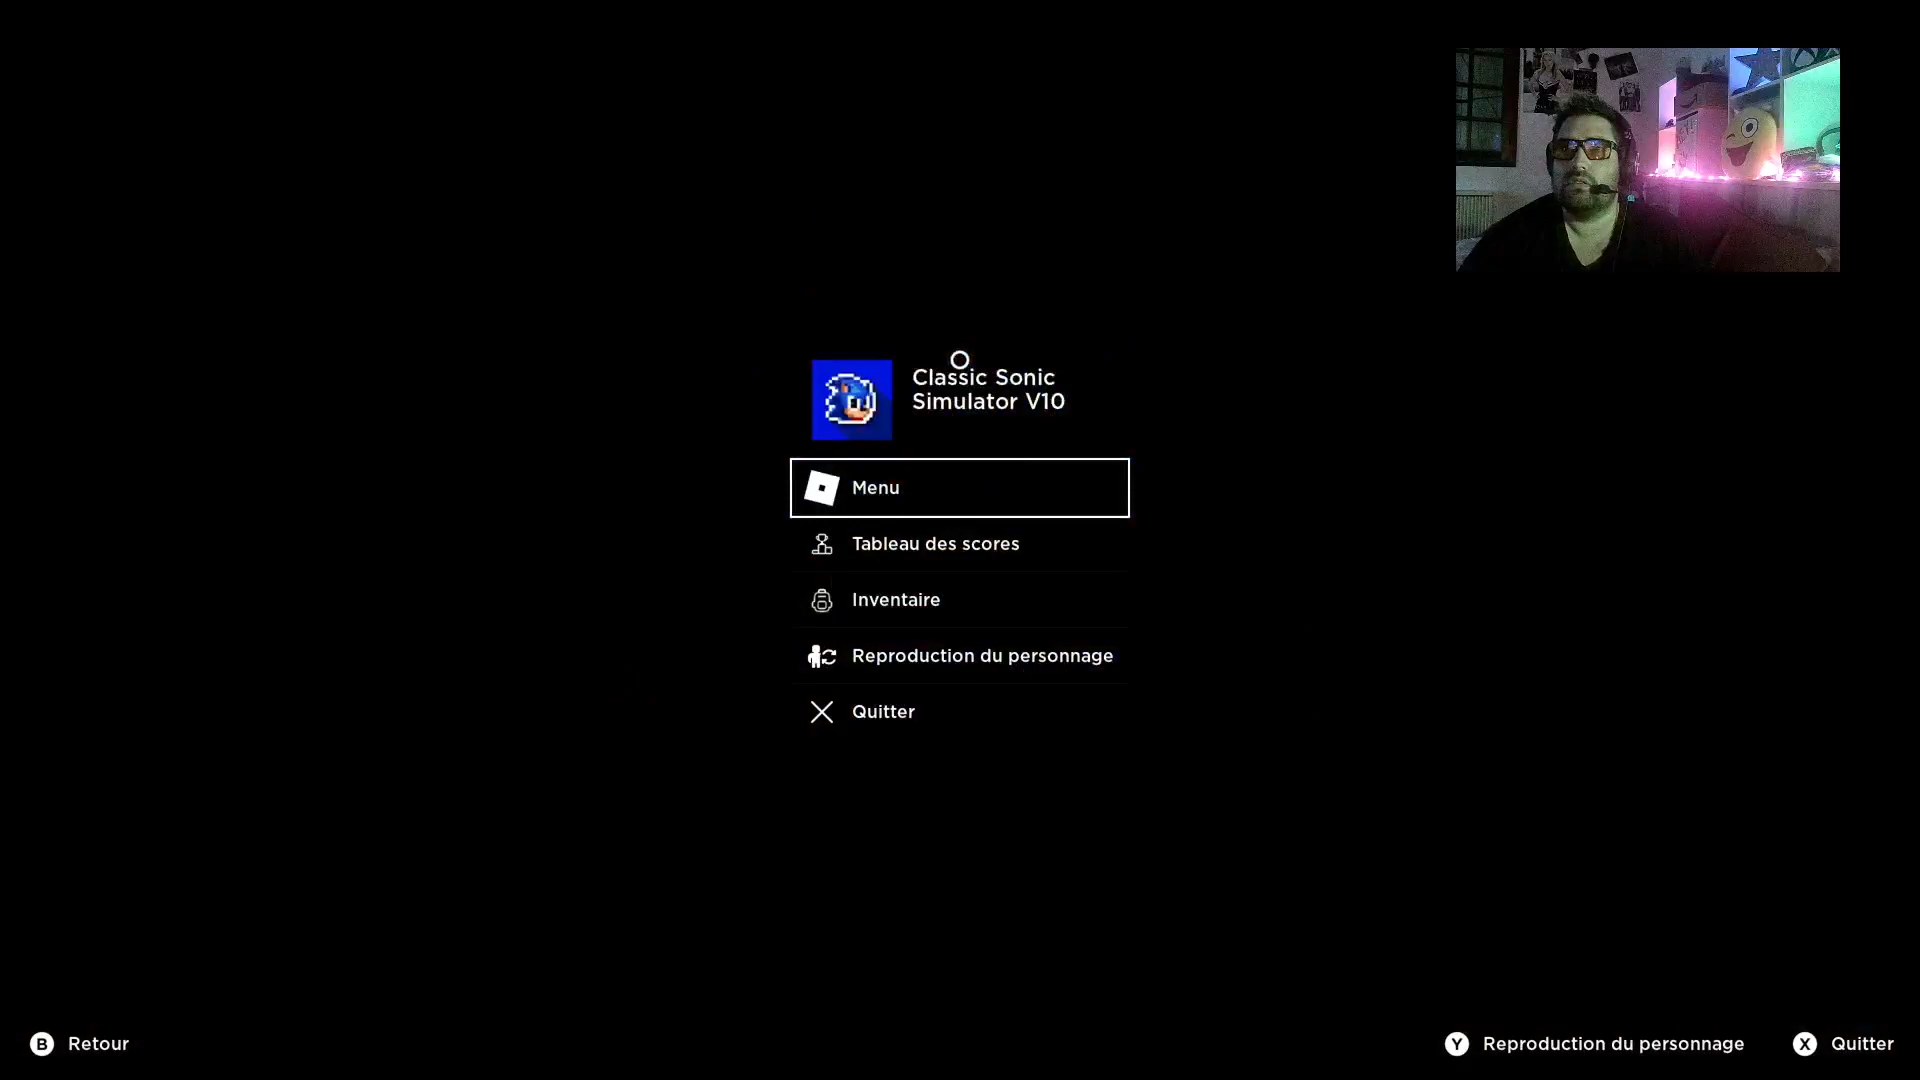 Classic Sonic
Simulator V10
Menu
Tableau des scores
Inventaire
Reproduction du personnage
Quitter
B Retour
Y Reproduction du personnage
X Quitter